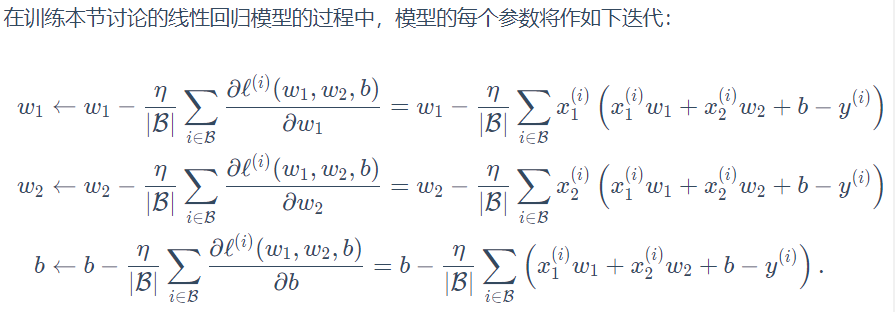 在训练本节讨论的线性回归模型的过程中，模型的每个参数将作如下迭代：
$w_1 \leftarrow w_1 - \frac{\eta}{|\mathcal{B}|} \sum_{i \in \mathcal{B}} \frac{\partial \ell^{(i)}(w_1, w_2, b)}{\partial w_1} = w_1 - \frac{\eta}{|\mathcal{B}|} \sum_{i \in \mathcal{B}} x_1^{(i)} \left( x_1^{(i)} w_1 + x_2^{(i)} w_2 + b - y^{(i)} \right)$
$w_2 \leftarrow w_2 - \frac{\eta}{|\mathcal{B}|} \sum_{i \in \mathcal{B}} \frac{\partial \ell^{(i)}(w_1, w_2, b)}{\partial w_2} = w_2 - \frac{\eta}{|\mathcal{B}|} \sum_{i \in \mathcal{B}} x_2^{(i)} \left( x_1^{(i)} w_1 + x_2^{(i)} w_2 + b - y^{(i)} \right)$
$b \leftarrow b - \frac{\eta}{|\mathcal{B}|} \sum_{i \in \mathcal{B}} \frac{\partial \ell^{(i)}(w_1, w_2, b)}{\partial b} = b - \frac{\eta}{|\mathcal{B}|} \sum_{i \in \mathcal{B}} \left( x_1^{(i)} w_1 + x_2^{(i)} w_2 + b - y^{(i)} \right).$